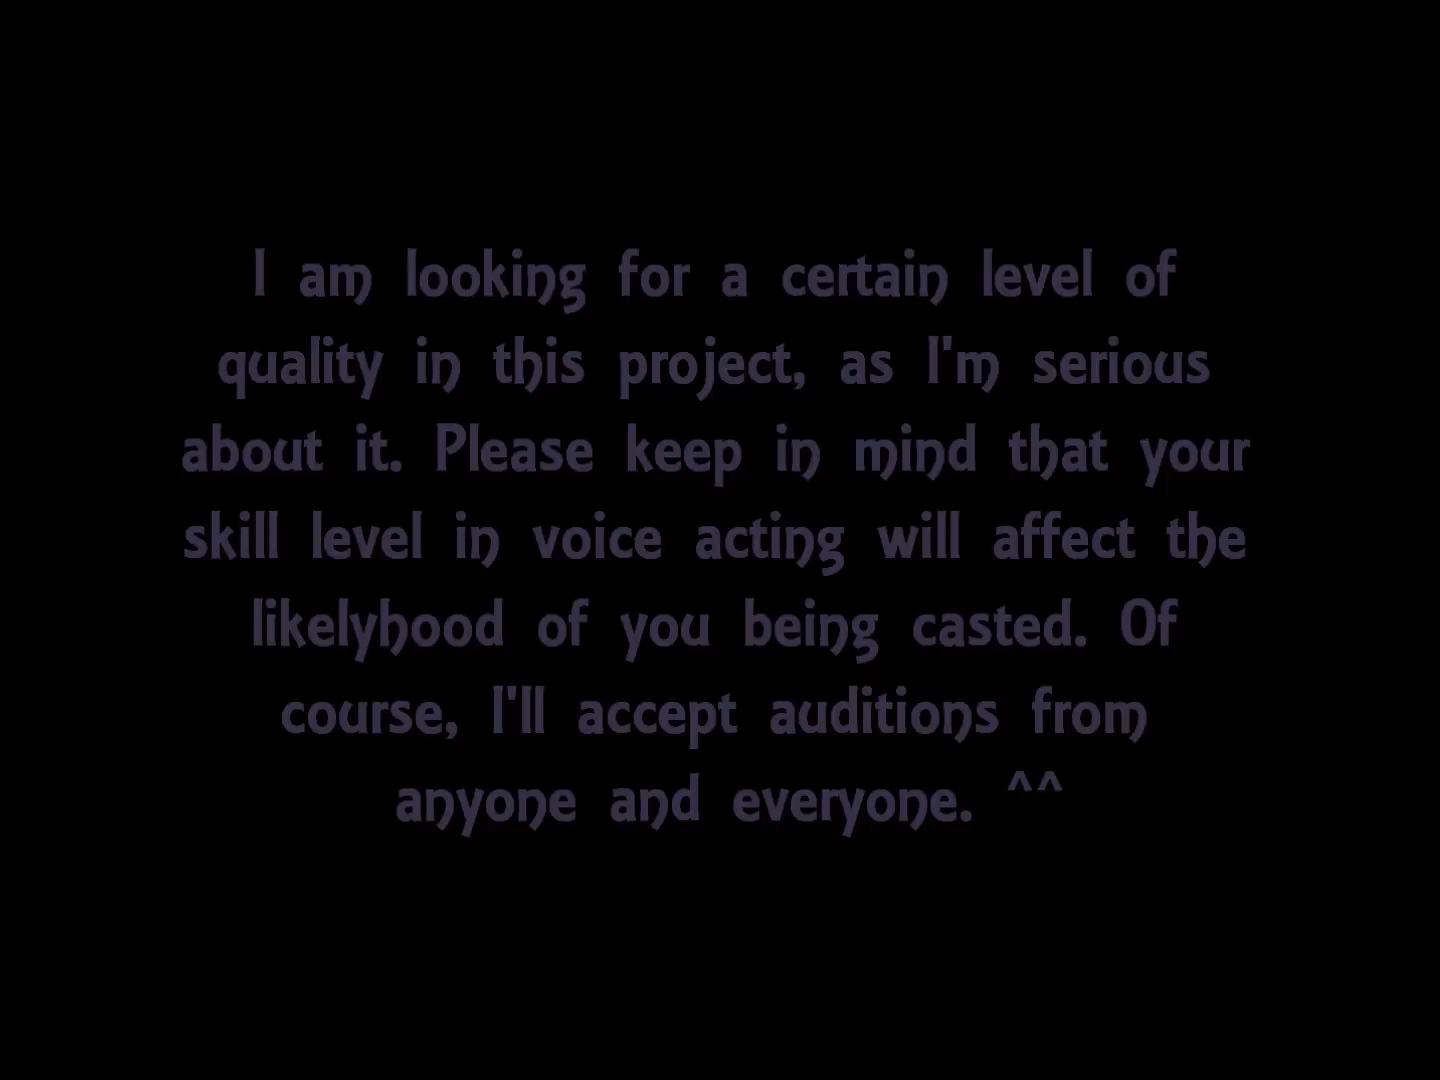 I am looking for a certain level of
quality in this project, as I'm serious
about it. Please keep in mind that your
skill level in voice acting will affect the
likelyhood of you being casted. Of
course, I'll accept auditions from
anyone and everyone. ^^